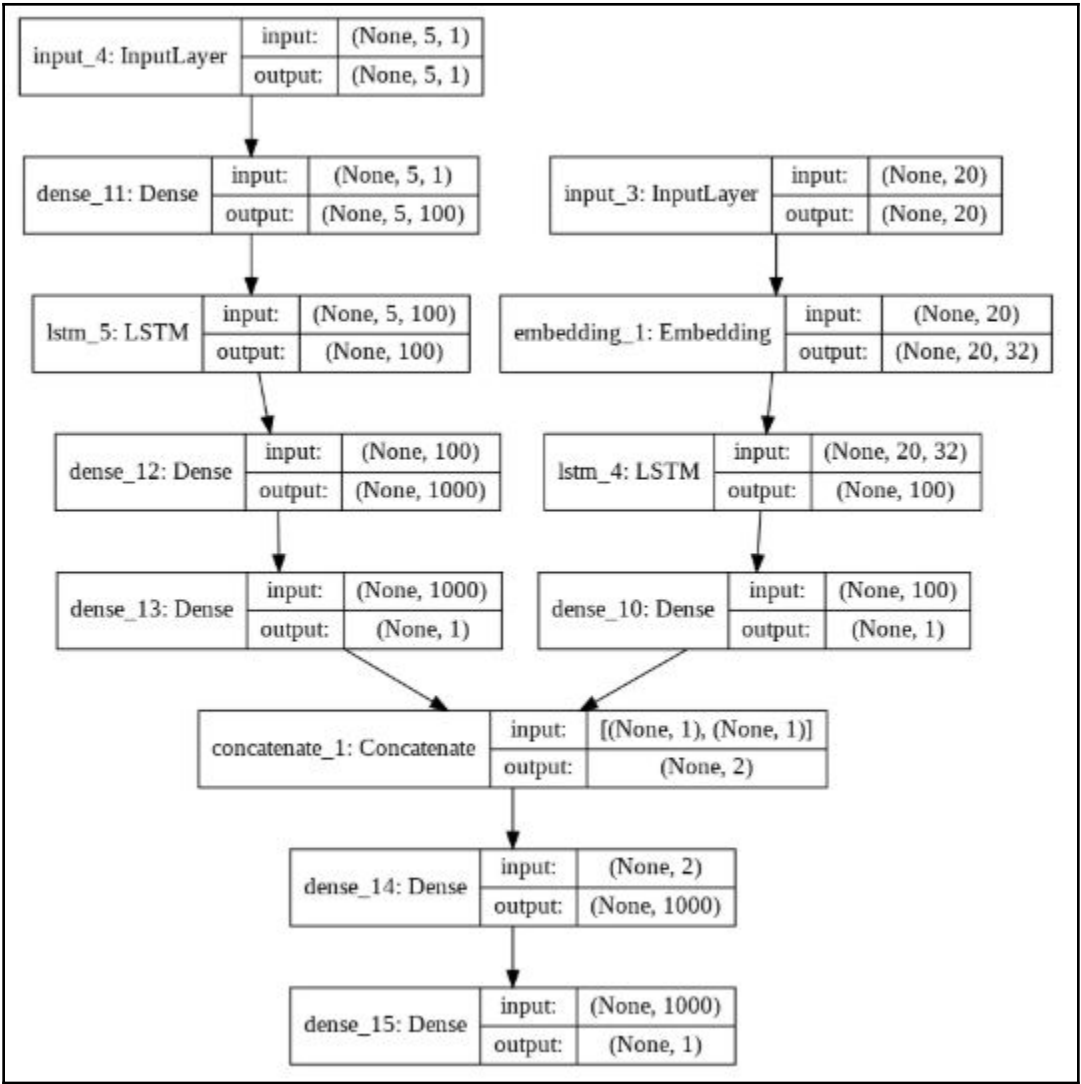 input_4: InputLayer
input: (None, 5, 1)
output: (None, 5, 1)
dense_11: Dense
input: (None, 5, 1)
output: (None, 5, 100)
input_3: InputLayer
input: (None, 20)
output: (None, 20)
lstm_5: LSTM
input: (None, 5, 100)
output: (None, 100)
embedding_1: Embedding
input: (None, 20)
output: (None, 20, 32)
dense_12: Dense
input: (None, 100)
output: (None, 1000)
lstm_4: LSTM
input: (None, 20, 32)
output: (None, 100)
dense_13: Dense
input: (None, 1000)
output: (None, 1)
dense_10: Dense
input: (None, 100)
output: (None, 1)
concatenate_1: Concatenate
input: [(None, 1), (None, 1)]
output: (None, 2)
dense_14: Dense
input: (None, 2)
output: (None, 1000)
dense_15: Dense
input: (None, 1000)
output: (None, 1)